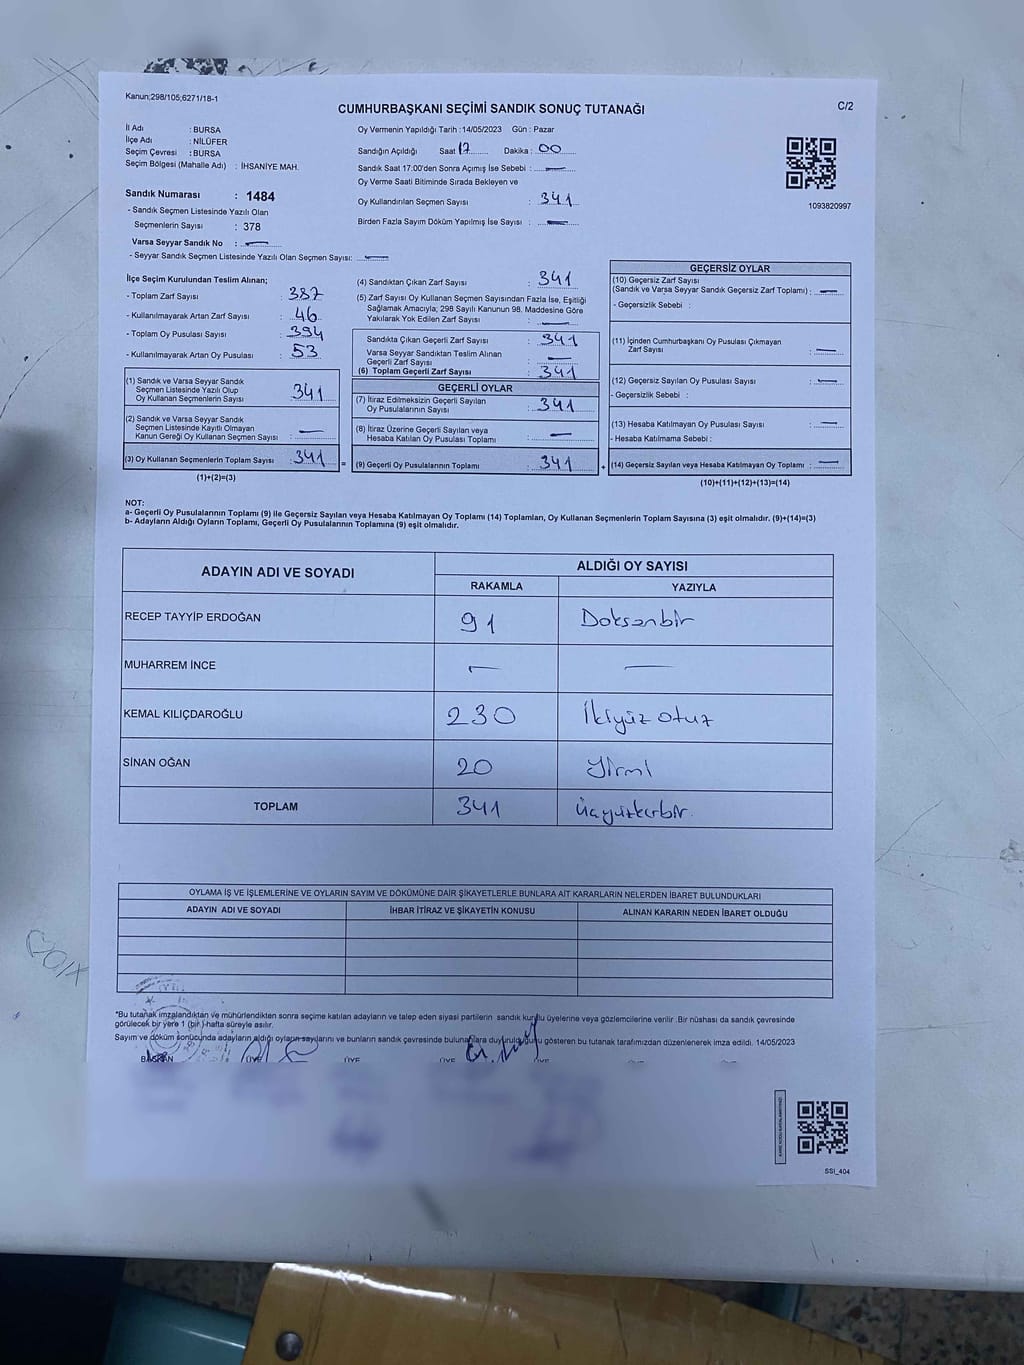 Kanun;298/105;6271/18-1
CUMHURBAŞKANI SEÇİMİ SANDIK SONUÇ TUTANAĞI
C/2
İl Adı : BURSA
İlçe Adı : NİLÜFER
Seçim Çevresi : BURSA
Seçim Bölgesi (Mahalle Adı) : İHSANİYE MAH.
Sandık Numarası : 1484
- Sandık Seçmen Listesinde Yazılı Olan
Seçmenlerin Sayısı : 378
Varsa Seyyar Sandık No : —
- Seyyar Sandık Seçmen Listesinde Yazılı Olan Seçmen Sayısı: —
Oy Vermenin Yapıldığı Tarih :14/05/2023 Gün : Pazar
Sandığın Açıldığı Saat 17 Dakika : 00
Sandık Saat 17:00'den Sonra Açımış İse Sebebi : —
Oy Verme Saati Bitiminde Sırada Bekleyen ve
Oy Kullandırılan Seçmen Sayısı : 341
Birden Fazla Sayım Döküm Yapılmış İse Sayısı : —
1093820997
İlçe Seçim Kurulundan Teslim Alınan;
- Toplam Zarf Sayısı : 387
- Kullanılmayarak Artan Zarf Sayısı : 46
- Toplam Oy Pusulası Sayısı : 394
- Kullanılmayarak Artan Oy Pusulası : 53
(1) Sandık ve Varsa Seyyar Sandık
Seçmen Listesinde Yazılı Olup
Oy Kullanan Seçmenlerin Sayısı : 341
(2) Sandık ve Varsa Seyyar Sandık
Seçmen Listesinde Kayıtlı Olmayan
Kanun Gereği Oy Kullanan Seçmen Sayısı : —
(3) Oy Kullanan Seçmenlerin Toplam Sayısı : 341
(1)+(2)=(3)
(4) Sandıktan Çıkan Zarf Sayısı : 341
(5) Zarf Sayısı Oy Kullanan Seçmen Sayısından Fazla İse, Eşitliği
Sağlamak Amacıyla; 298 Sayılı Kanunun 98. Maddesine Göre
Yakılarak Yok Edilen Zarf Sayısı : —
Sandıkta Çıkan Geçerli Zarf Sayısı : 341
Varsa Seyyar Sandıktan Teslim Alınan
Geçerli Zarf Sayısı : —
(6) Toplam Geçerli Zarf Sayısı : 341
GEÇERLİ OYLAR
(7) İtiraz Edilmeksizin Geçerli Sayılan
Oy Pusulalarının Sayısı : 341
(8) İtiraz Üzerine Geçerli Sayılan veya
Hesaba Katılan Oy Pusulası Toplamı : —
= (9) Geçerli Oy Pusulalarının Toplamı : 341 +
GEÇERSİZ OYLAR
(10) Geçersiz Zarf Sayısı
(Sandık ve Varsa Seyyar Sandık Geçersiz Zarf Toplamı) : —
- Geçersizlik Sebebi :
(11) İçinden Cumhurbaşkanı Oy Pusulası Çıkmayan
Zarf Sayısı : —
(12) Geçersiz Sayılan Oy Pusulası Sayısı : —
- Geçersizlik Sebebi :
(13) Hesaba Katılmayan Oy Pusulası Sayısı : —
- Hesaba Katılmama Sebebi :
(14) Geçersiz Sayılan veya Hesaba Katılmayan Oy Toplamı : —
(10)+(11)+(12)+(13)=(14)
NOT:
a- Geçerli Oy Pusulalarının Toplamı (9) ile Geçersiz Sayılan veya Hesaba Katılmayan Oy Toplamı (14) Toplamları, Oy Kullanan Seçmenlerin Toplam Sayısına (3) eşit olmalıdır. (9)+(14)=(3)
b- Adayların Aldığı Oyların Toplamı, Geçerli Oy Pusulalarının Toplamına (9) eşit olmalıdır.
ADAYIN ADI VE SOYADI
ALDIĞI OY SAYISI
RAKAMLA YAZIYLA
RECEP TAYYİP ERDOĞAN 91 Doksanbir
MUHARREM İNCE — —
KEMAL KILIÇDAROĞLU 230 İkiyüz otuz
SİNAN OĞAN 20 Yirmi
TOPLAM 341 Üçyüzkırbir.
OYLAMA İŞ VE İŞLEMLERİNE VE OYLARIN SAYIM VE DÖKÜMÜNE DAİR ŞİKAYETLERLE BUNLARA AİT KARARLARIN NELERDEN İBARET BULUNDUKLARI
ADAYIN ADI VE SOYADI İHBAR İTİRAZ VE ŞİKAYETİN KONUSU ALINAN KARARIN NEDEN İBARET OLDUĞU
*Bu tutanak imzalandıktan ve mühürlendikten sonra seçime katılan adayların ve talep eden siyasi partilerin sandık kurulu üyelerine veya gözlemcilerine verilir .Bir nüshası da sandık çevresinde
görülecek bir yere 1 (bir ) hafta süreyle asılır.
Sayım ve döküm sonucunda adayların aldığı oyların sayılarını ve bunların sandık çevresinde bulunanlara duyurulduğunu gösteren bu tutanak tarafımızdan düzenlenerek imza edildi. 14/05/2023
BAŞKAN ÜYE ÜYE ÜYE ÜYE
SSİ_404